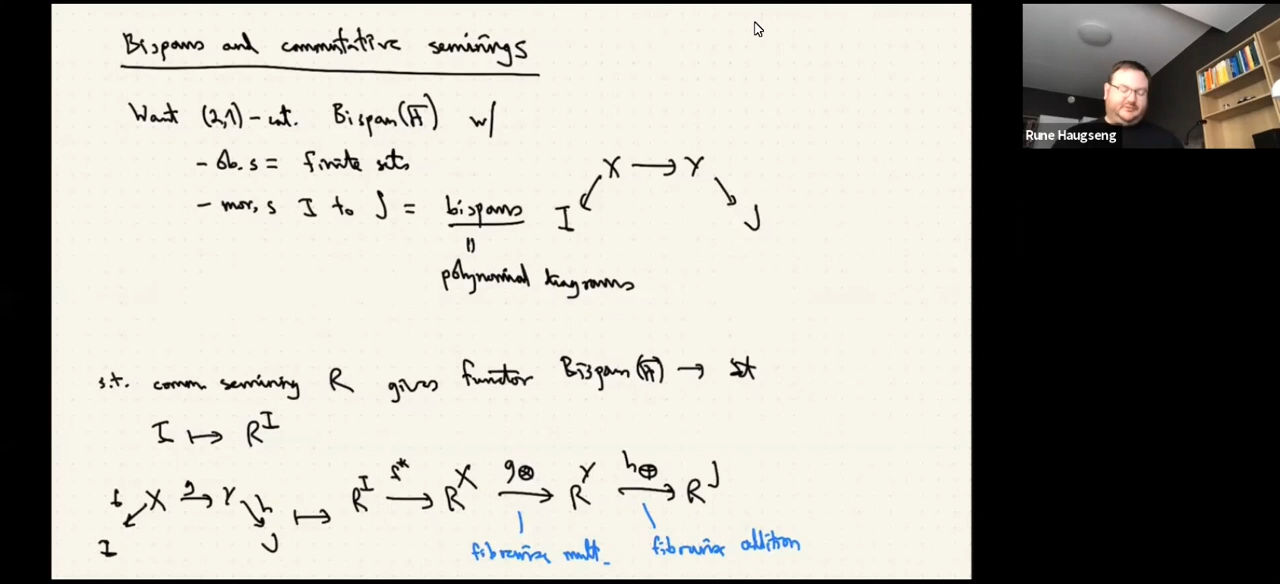 Bispans and commutative semirings
Want (2,1)-cat. Bispan(𝔽) w/
- Ob.s = finite sets
- mor.s I to J = bispans
X → Y
I J
polynomial diagrams
s.t. comm. semiring R gives functor Bispan(𝔽) → Set
I ↦ R^I
f X g→ Y h ↦ R^I f*→ R^X g⊗→ R^Y h⊕→ R^J
I J
fibrewise mult. fibrewise addition
Rune Haugseng